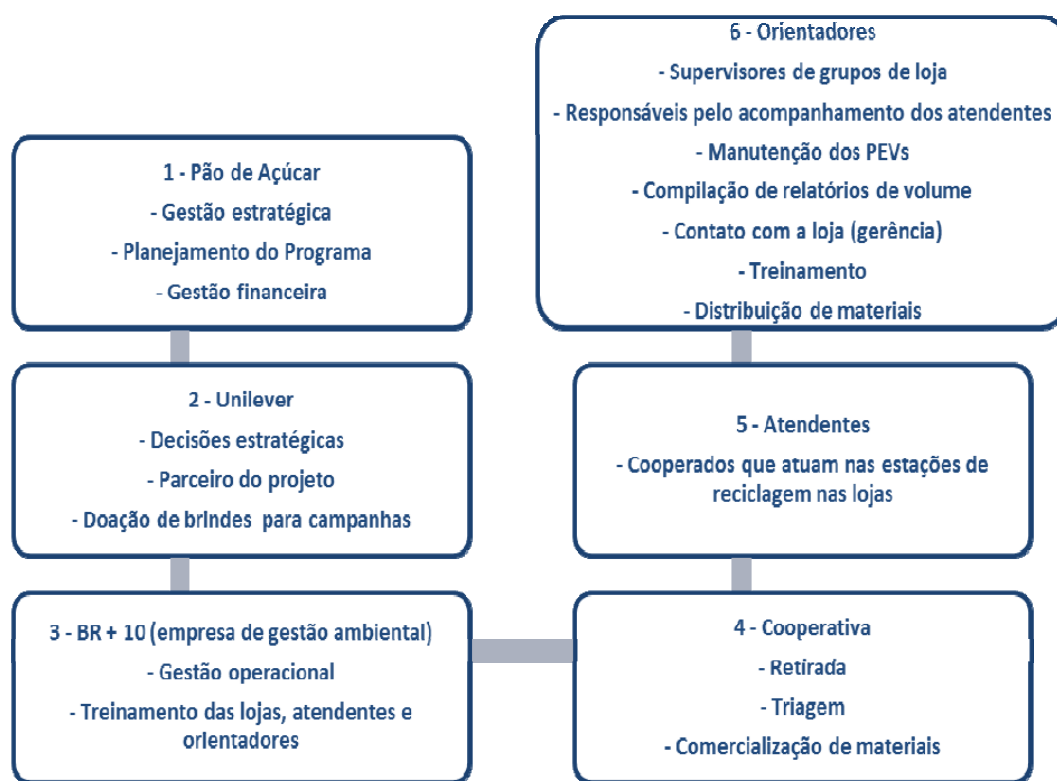 1 - Pão de Açúcar
- Gestão estratégica
- Planejamento do Programa
- Gestão financeira
2 - Unilever
- Decisões estratégicas
- Parceiro do projeto
- Doação de brindes para campanhas
3 - BR + 10 (empresa de gestão ambiental)
- Gestão operacional
- Treinamento das lojas, atendentes e
orientadores
4 - Cooperativa
- Retirada
- Triagem
- Comercialização de materiais
5 - Atendentes
- Cooperados que atuam nas estações de
reciclagem nas lojas
6 - Orientadores
- Supervisores de grupos de loja
- Responsáveis pelo acompanhamento dos atendentes
- Manutenção dos PEVs
- Compilação de relatórios de volume
- Contato com a loja (gerência)
- Treinamento
- Distribuição de materiais